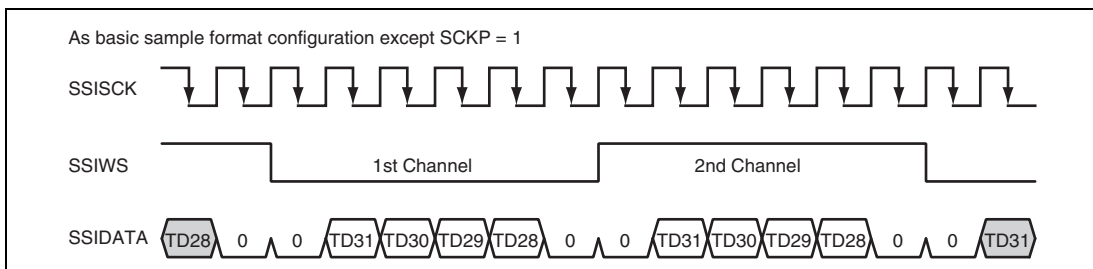 As basic sample format configuration except SCKP = 1
SSISCK
SSIWS 1st Channel 2nd Channel
SSIDATA TD28 0 0 TD31 TD30 TD29 TD28 0 0 TD31 TD30 TD29 TD28 0 0 TD31